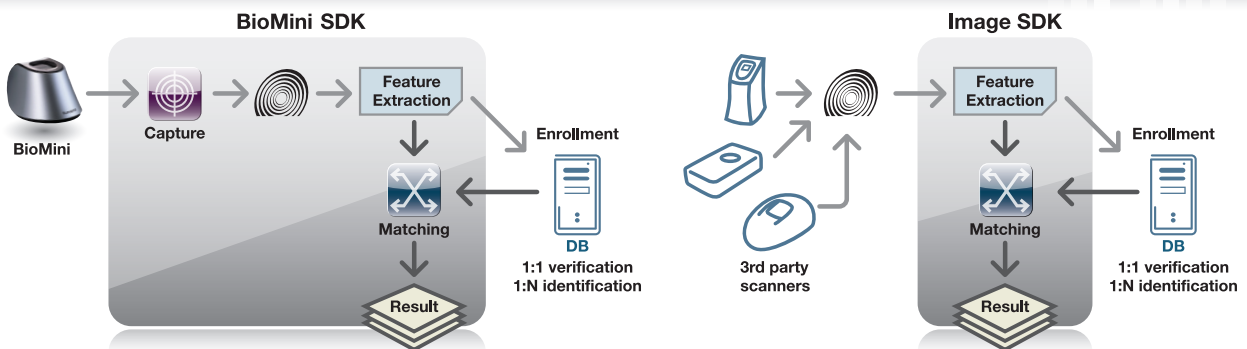 BioMini SDK
BioMini
Capture
Feature
Extraction
Enrollment
Matching
DB
1:1 verification
1:N identification
Result
Image SDK
3rd party
scanners
Feature
Extraction
Enrollment
Matching
DB
1:1 verification
1:N identification
Result